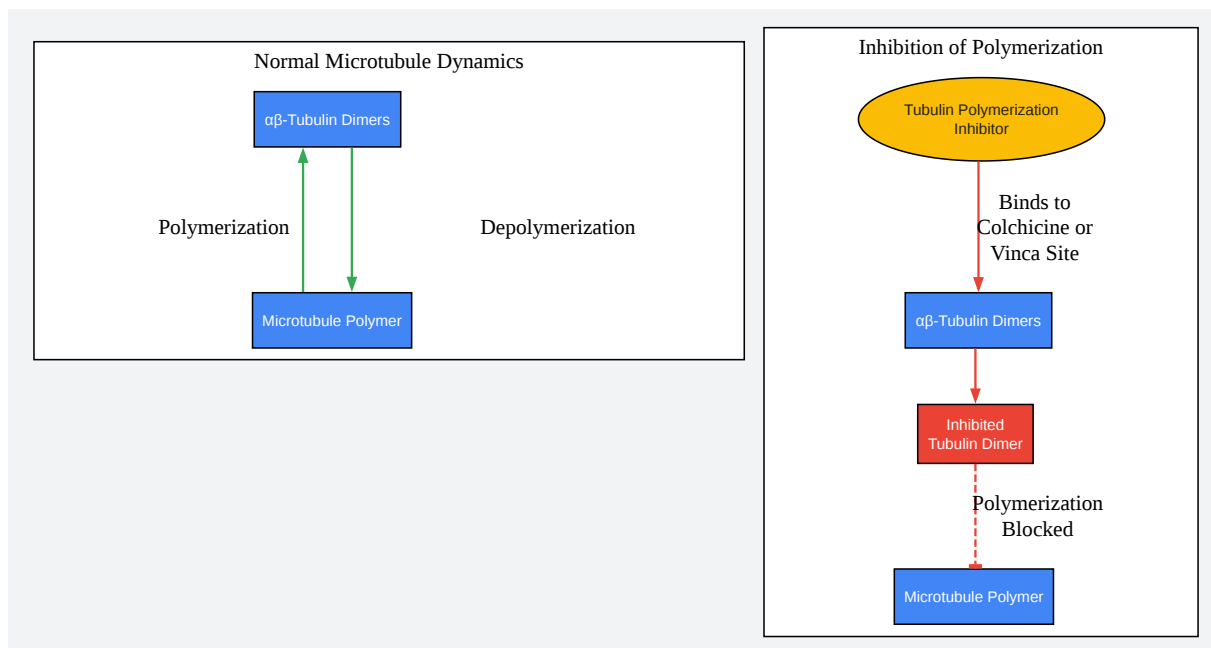 Normal Microtubule Dynamics
αβ-Tubulin Dimers
Polymerization
Depolymerization
Microtubule Polymer
Inhibition of Polymerization
Tubulin Polymerization
Inhibitor
Binds to
Colchicine or
Vinca Site
αβ-Tubulin Dimers
Inhibited
Tubulin Dimer
Polymerization
Blocked
Microtubule Polymer